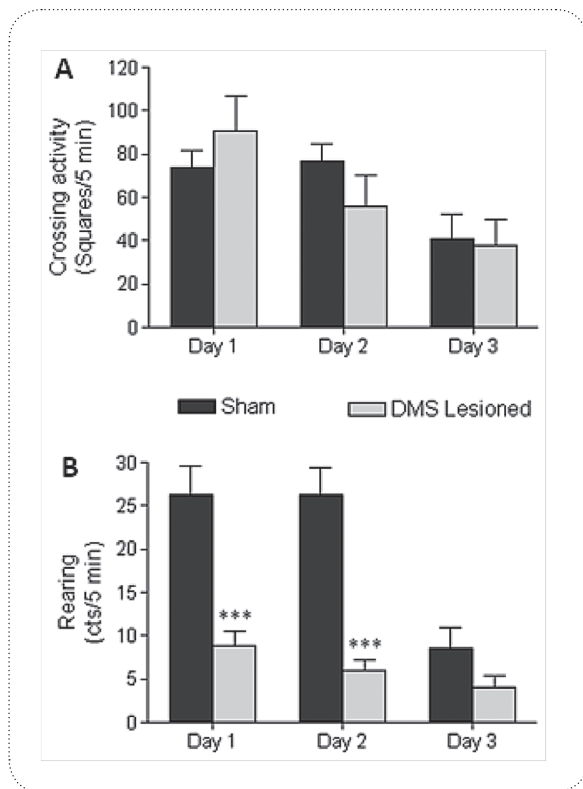 A
Crossing activity
(Squares/5 min)
120
100
80
60
40
20
0
Day 1 Day 2 Day 3
Sham DMS Lesioned
B
Rearing
(cts/5 min)
30
25
20
15
10
5
0
***
***
Day 1 Day 2 Day 3